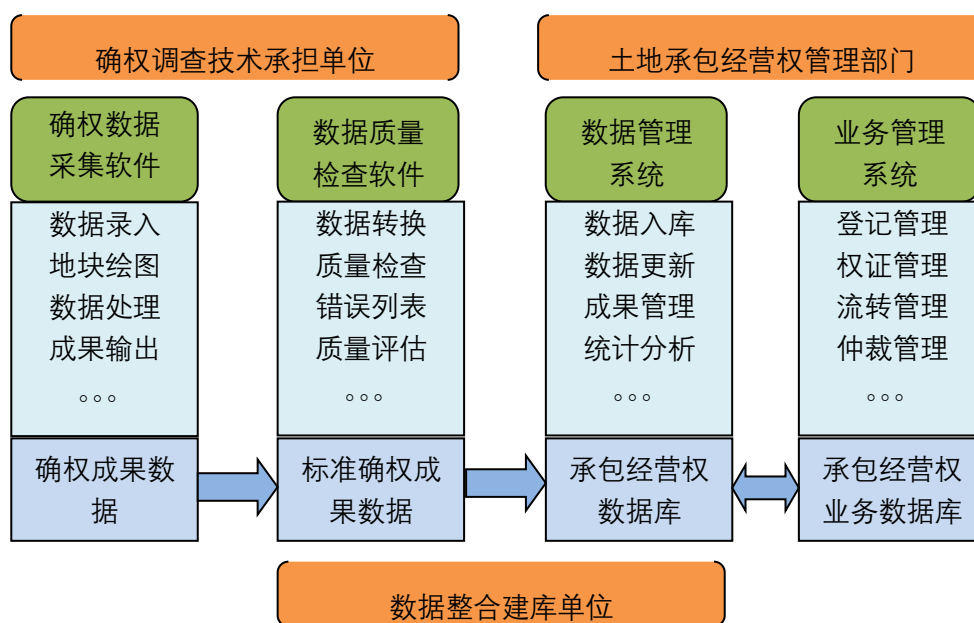 确权调查技术承担单位
土地承包经营权管理部门
确权数据
采集软件
数据录入
地块绘图
数据处理
成果输出
。。。
确权成果数
据
数据质量
检查软件
数据转换
质量检查
错误列表
质量评估
。。。
标准确权成
果数据
数据管理
系统
数据入库
数据更新
成果管理
统计分析
。。。
承包经营权
数据库
业务管理
系统
登记管理
权证管理
流转管理
仲裁管理
。。。
承包经营权
业务数据库
数据整合建库单位